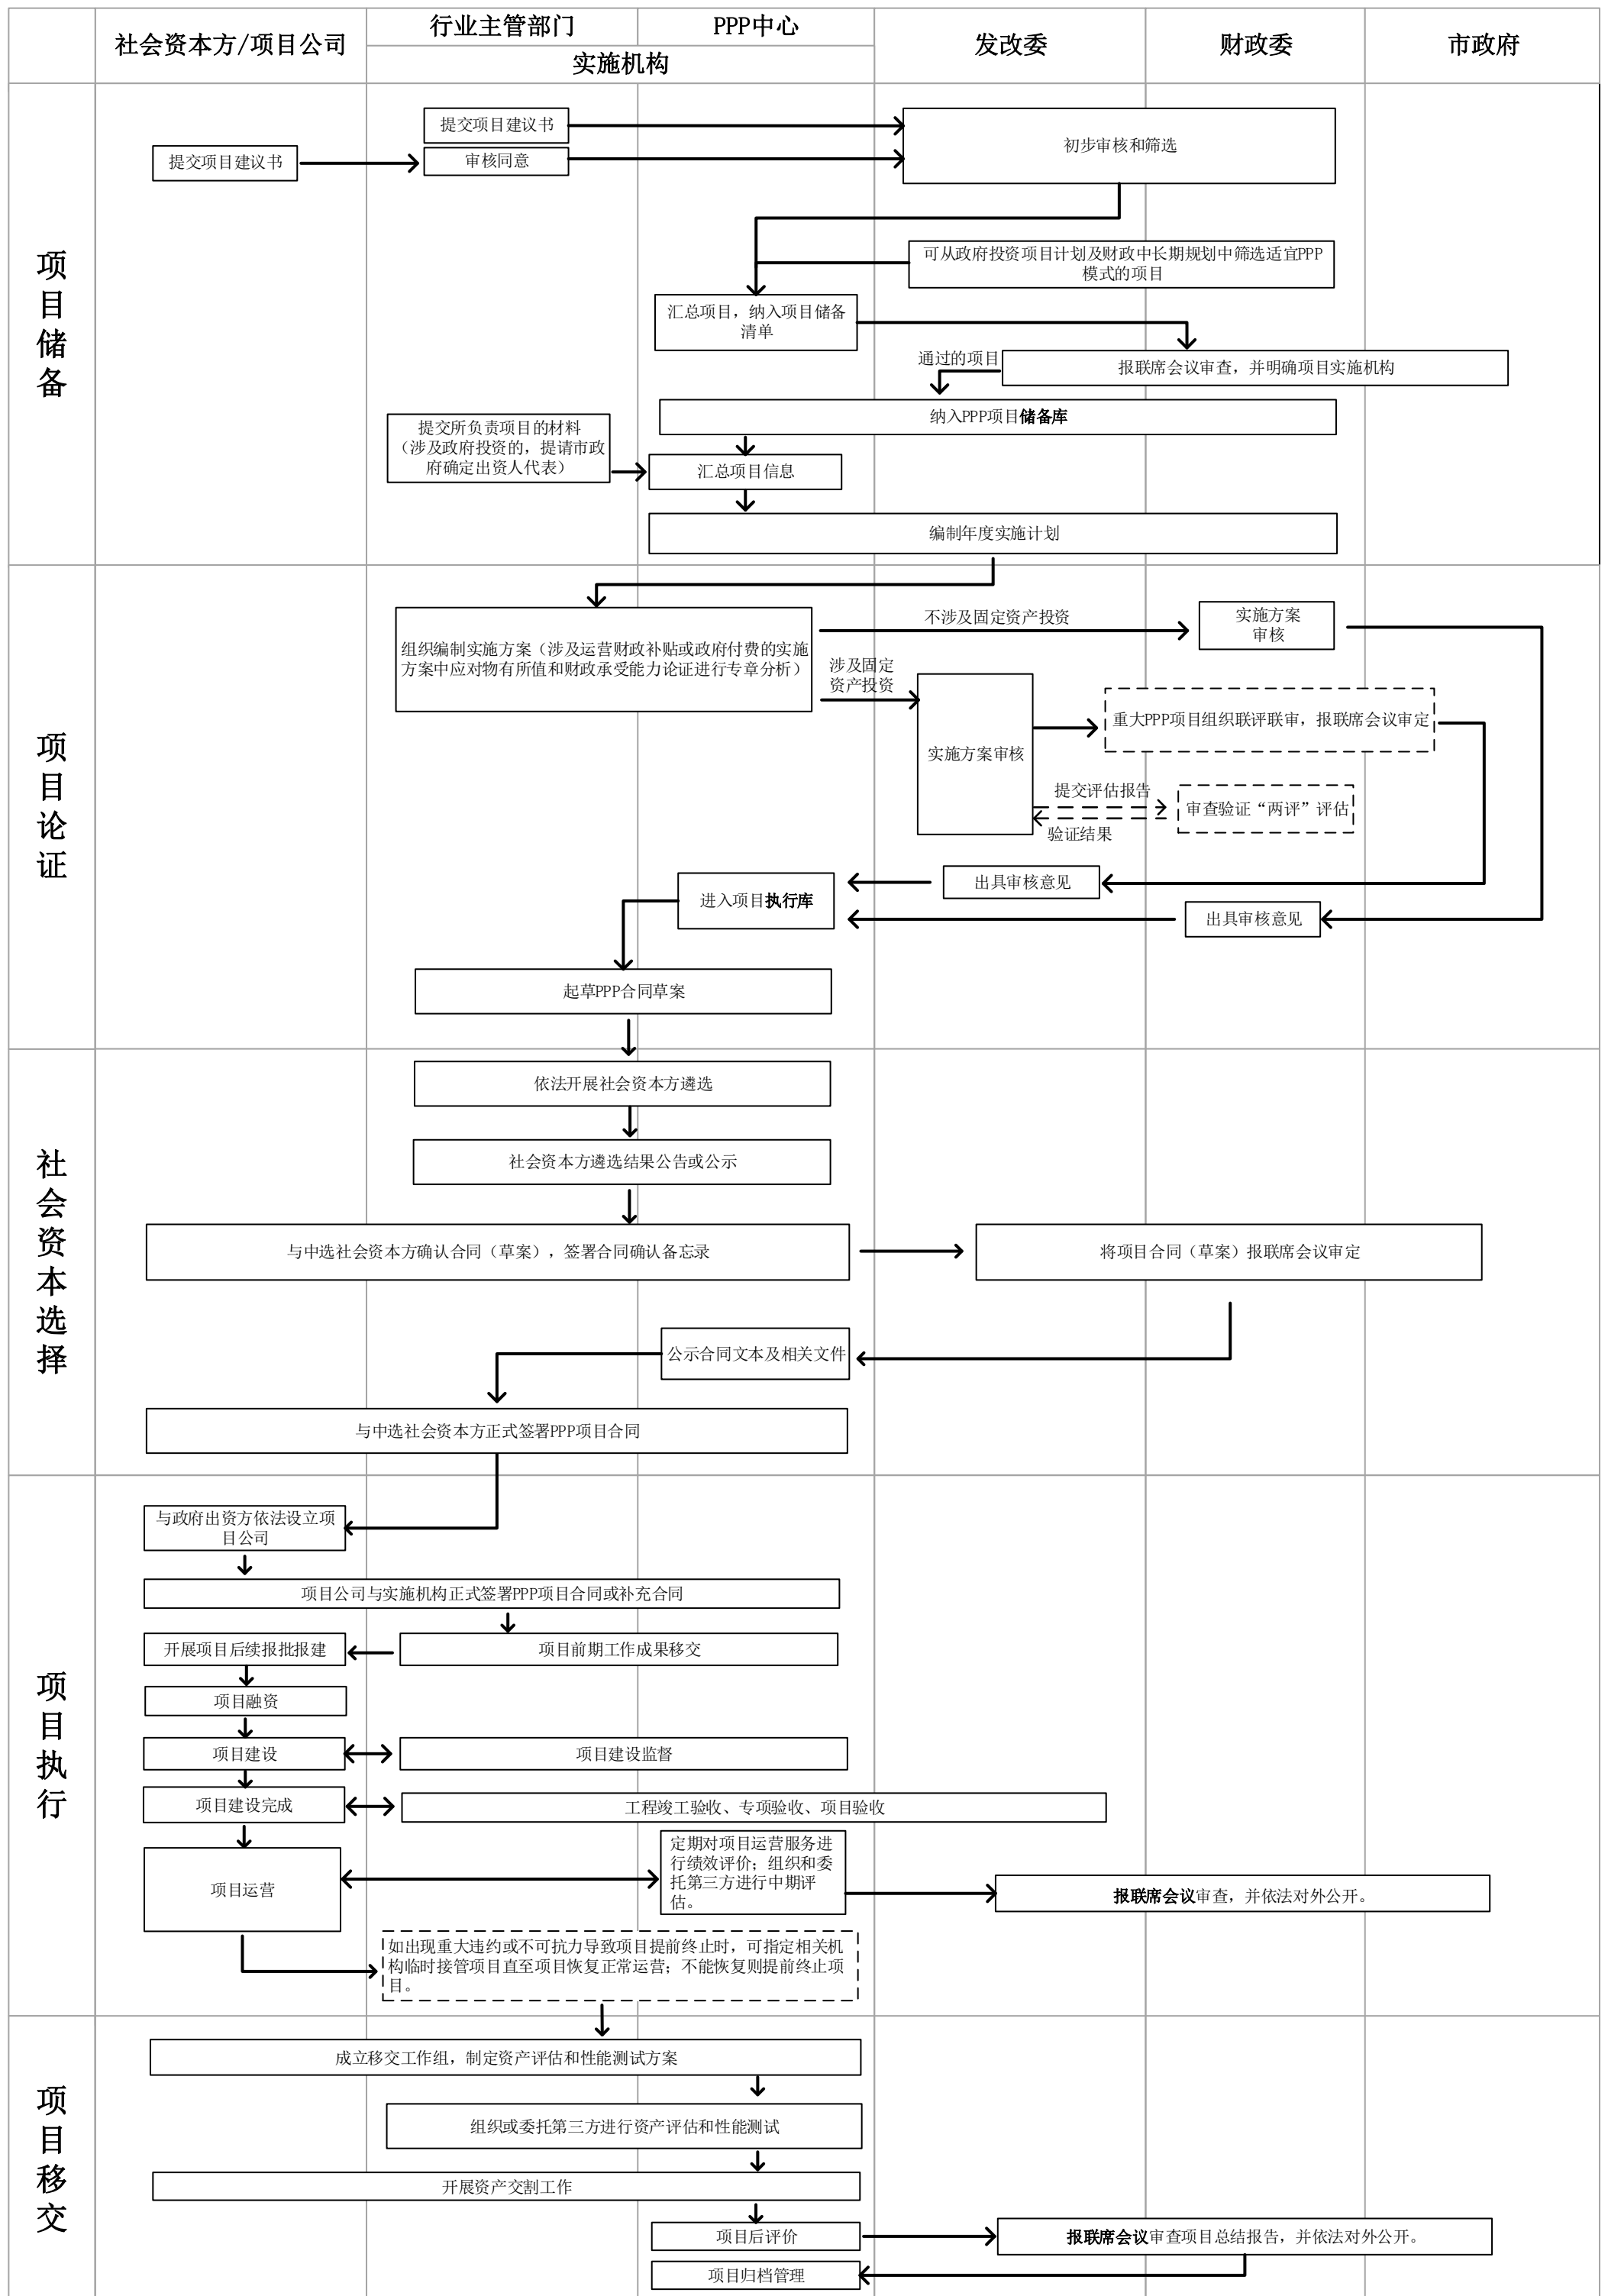 社会资本方/项目公司
行业主管部门
PPP中心
实施机构
发改委
财政委
市政府
项目储备
提交项目建议书
提交项目建议书
审核同意
初步审核和筛选
可从政府投资项目计划及财政中长期规划中筛选适宜PPP
模式的项目
汇总项目，纳入项目储备
清单
通过的项目
报联席会议审查，并明确项目实施机构
纳入PPP项目储备库
提交所负责项目的材料
（涉及政府投资的，提请市政
府确定出资人代表）
汇总项目信息
编制年度实施计划
项目论证
组织编制实施方案（涉及运营财政补贴或政府付费的实施
方案中应对物有所值和财政承受能力论证进行专章分析）
不涉及固定资产投资
实施方案
审核
涉及固定
资产投资
实施方案审核
重大PPP项目组织联评联审，报联席会议审定
提交评估报告
验证结果
审查验证“两评”评估
出具审核意见
进入项目执行库
出具审核意见
起草PPP合同草案
社会资本选择
依法开展社会资本方遴选
社会资本方遴选结果公告或公示
与中选社会资本方确认合同（草案），签署合同确认备忘录
将项目合同（草案）报联席会议审定
公示合同文本及相关文件
与中选社会资本方正式签署PPP项目合同
项目执行
与政府出资方依法设立项
目公司
项目公司与实施机构正式签署PPP项目合同或补充合同
开展项目后续报批报建
项目前期工作成果移交
项目融资
项目建设
项目建设监督
项目建设完成
工程竣工验收、专项验收、项目验收
项目运营
定期对项目运营服务进
行绩效评价；组织和委
托第三方进行中期评
估。
报联席会议审查，并依法对外公开。
如出现重大违约或不可抗力导致项目提前终止时，可指定相关机
构临时接管项目直至项目恢复正常运营；不能恢复则提前终止项
目。
项目移交
成立移交工作组，制定资产评估和性能测试方案
组织或委托第三方进行资产评估和性能测试
开展资产交割工作
项目后评价
报联席会议审查项目总结报告，并依法对外公开。
项目归档管理